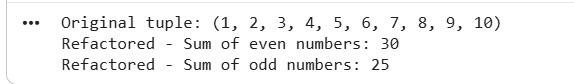 ••• Original tuple: (1, 2, 3, 4, 5, 6, 7, 8, 9, 10)
Refactored - Sum of even numbers: 30
Refactored - Sum of odd numbers: 25